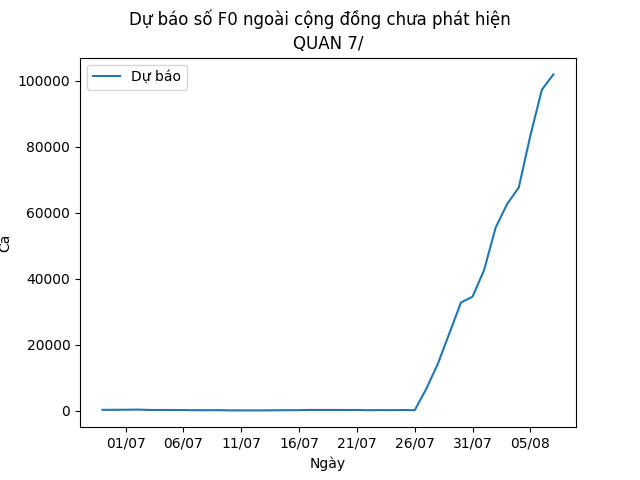 Dự báo số F0 ngoài cộng đồng chưa phát hiện
QUAN 7/
Dự báo
100000
80000
60000
40000
20000
0
Ca
01/07 06/07 11/07 16/07 21/07 26/07 31/07 05/08
Ngày